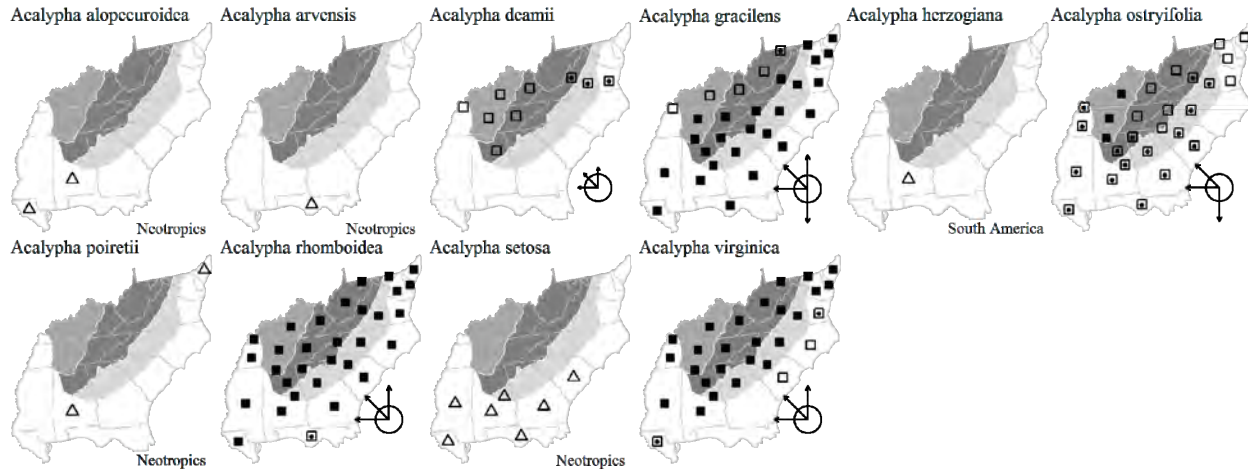 Acalypha alopecuroidea
Acalypha arvensis
Acalypha deamii
Acalypha gracilens
Acalypha herzogiana
Acalypha ostryifolia
Neotropics
Neotropics
South America
Acalypha poiretii
Acalypha rhomboidea
Acalypha setosa
Acalypha virginica
Neotropics
Neotropics